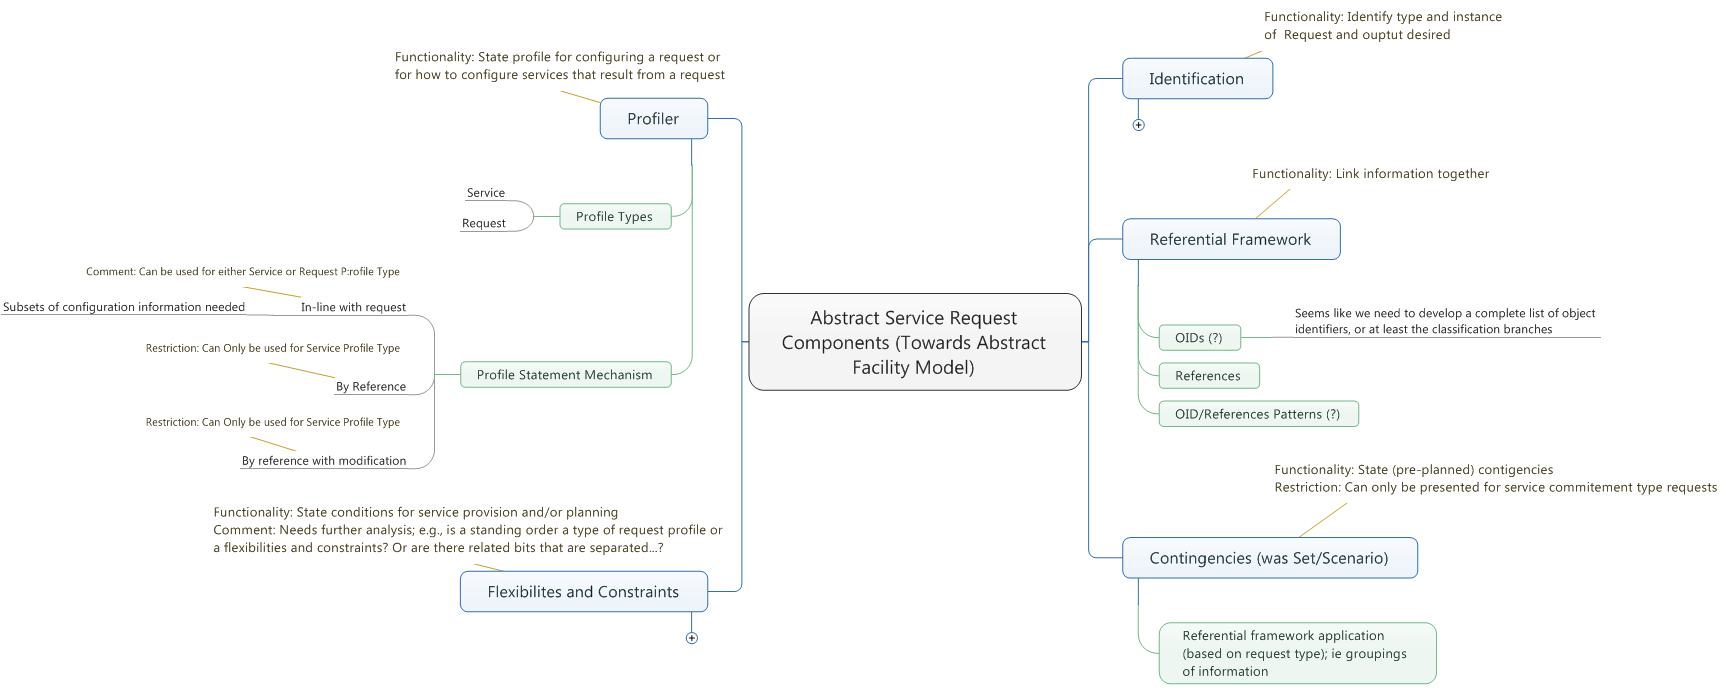 Abstract Service Request
Components (Towards Abstract
Facility Model)
Functionality: Identify type and instance
of  Request and ouptut desired
Identification
Functionality: Link information together
Referential Framework
OIDs (?)
Seems like we need to develop a complete list of object
identifiers, or at least the classification branches
References
OID/References Patterns (?)
Functionality: State (pre-planned) contigencies
Restriction: Can only be presented for service commitement type requests
Contingencies (was Set/Scenario)
Referential framework application
(based on request type); ie groupings
of information
Functionality: State profile for configuring a request or
for how to configure services that result from a request
Profiler
Profile Types
Service
Request
Profile Statement Mechanism
Comment: Can be used for either Service or Request P:rofile Type
In-line with request
Subsets of configuration information needed
Restriction: Can Only be used for Service Profile Type
By Reference
Restriction: Can Only be used for Service Profile Type
By reference with modification
Functionality: State conditions for service provision and/or planning
Comment: Needs further analysis; e.g., is a standing order a type of request profile or
a flexibilities and constraints? Or are there related bits that are separated...?
Flexibilites and Constraints